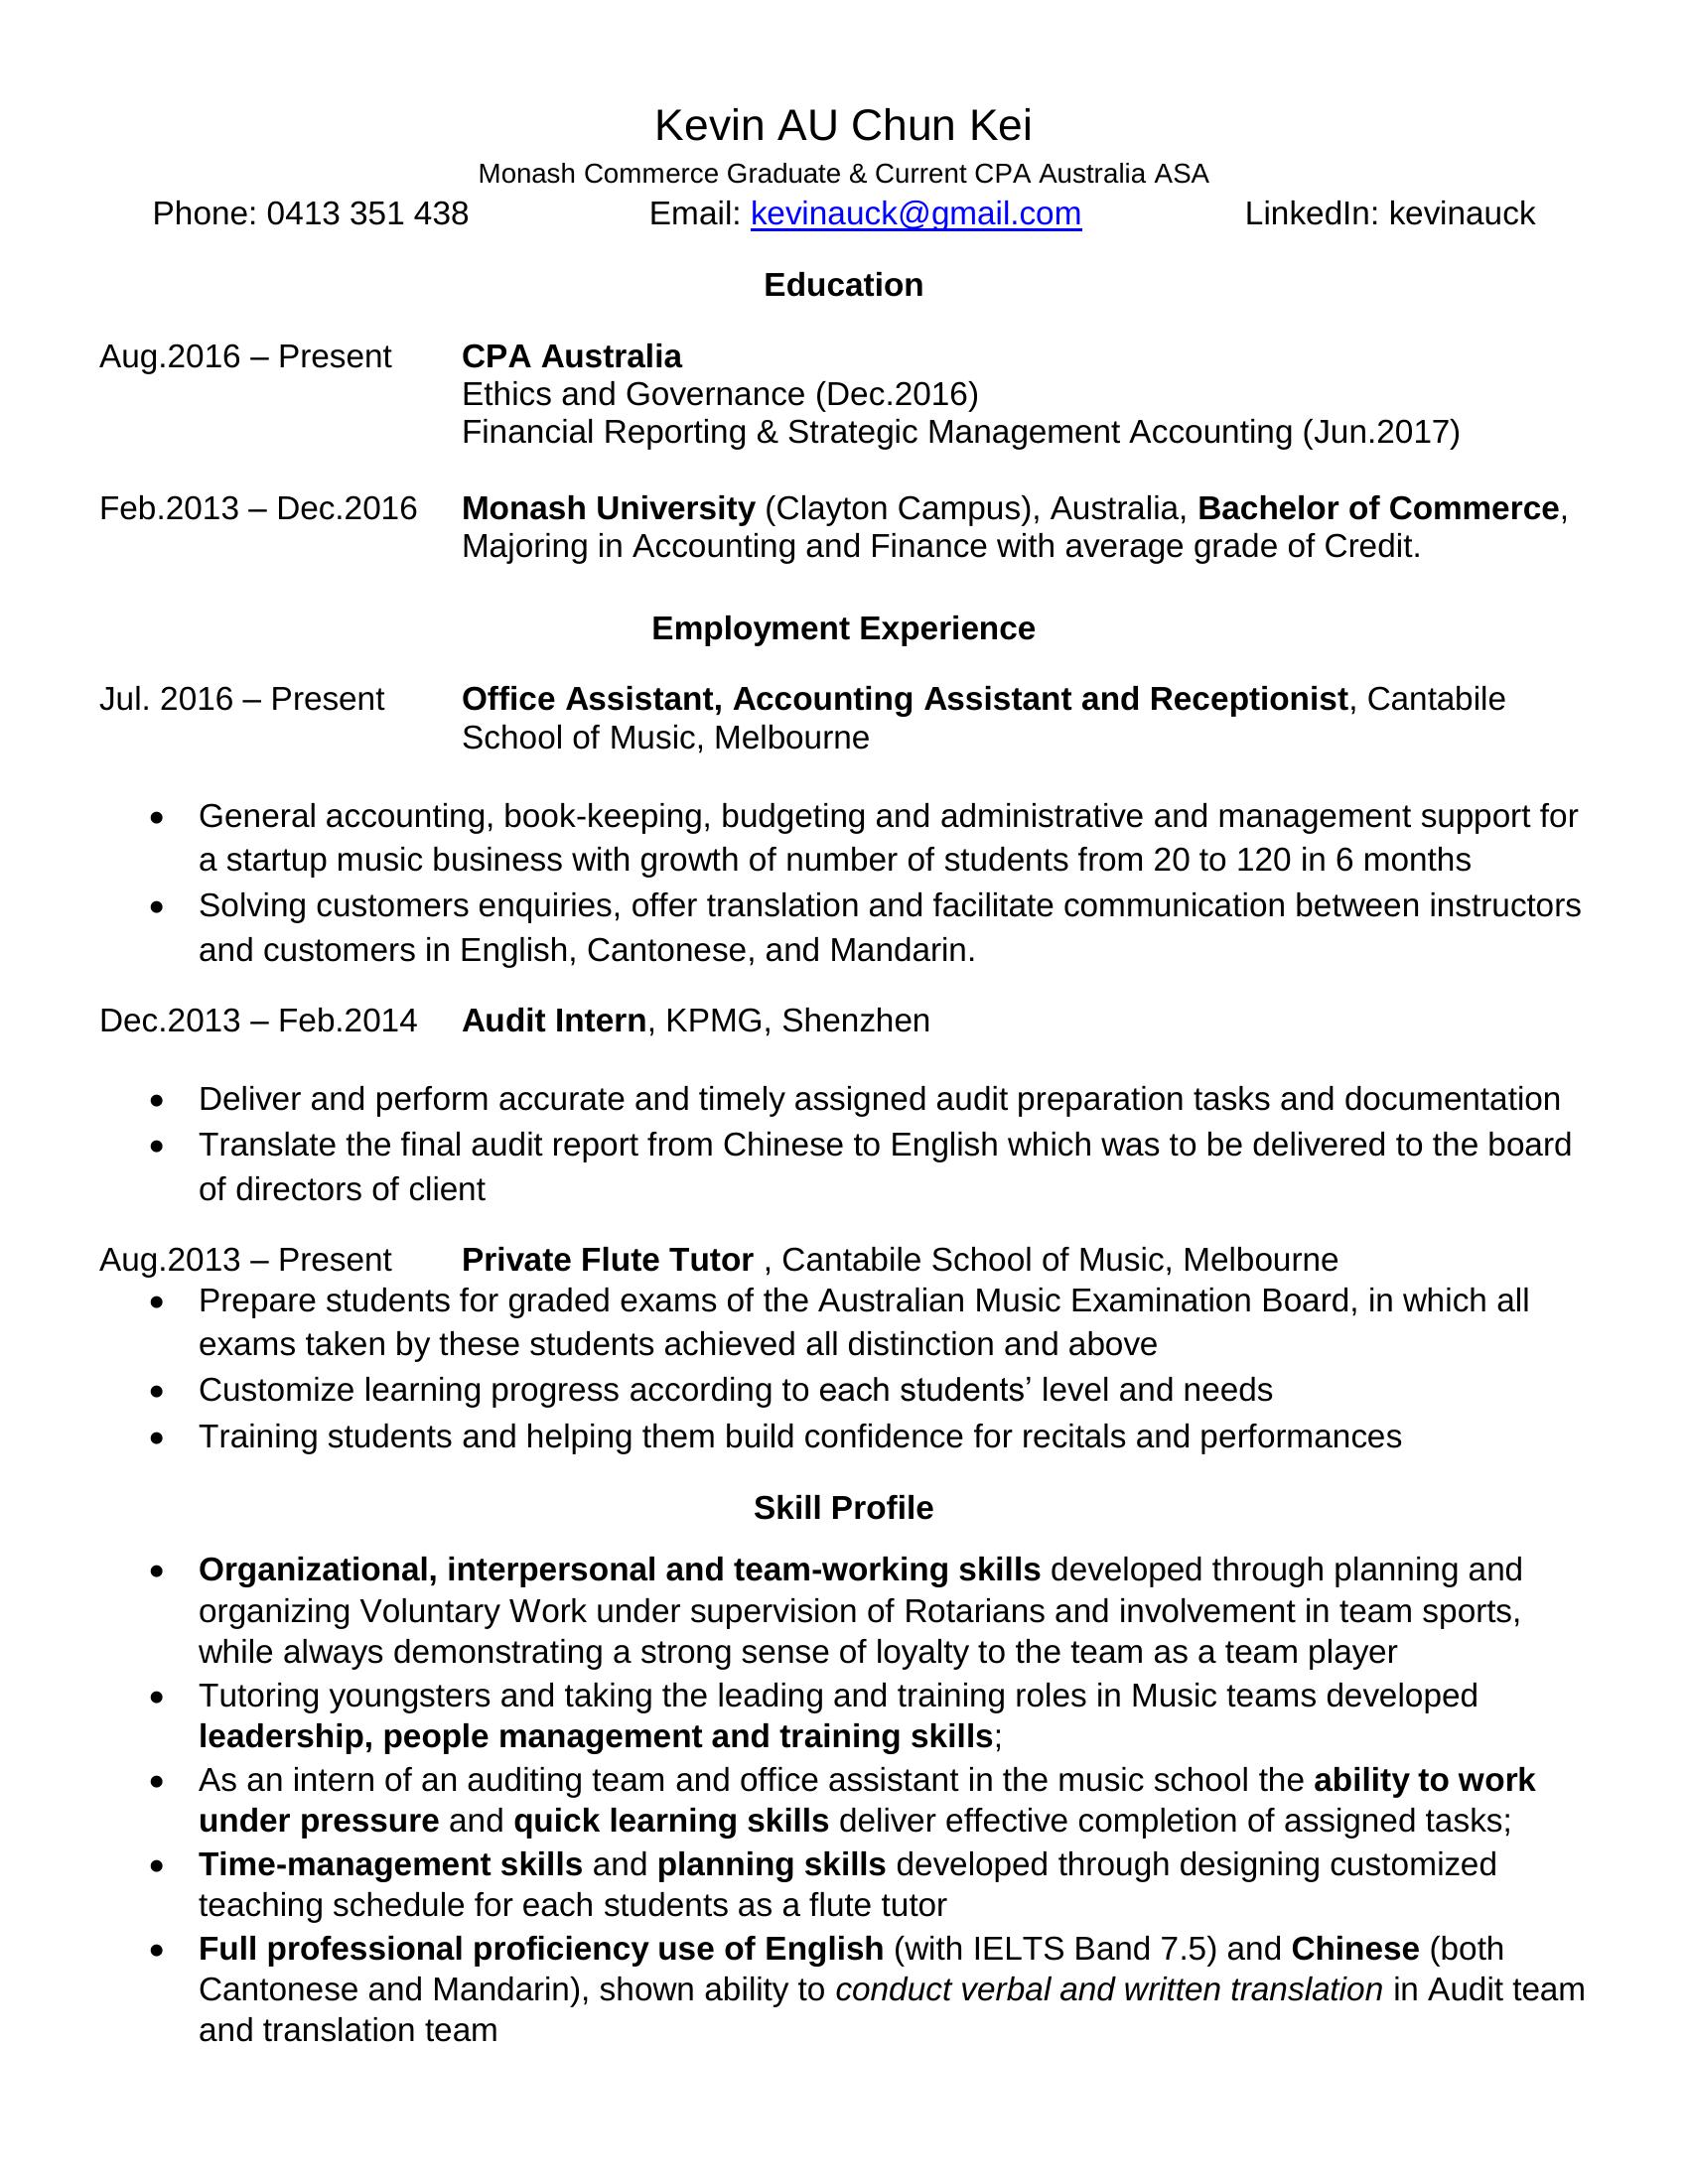 Kevin AU Chun Kei
Monash Commerce Graduate & Current CPA Australia ASA
Phone: 0413 351 438 Email: kevinauck@gmail.com LinkedIn: kevinauck
Education
Aug.2016 – Present CPA Australia
Ethics and Governance (Dec.2016)
Financial Reporting & Strategic Management Accounting (Jun.2017)
Feb.2013 – Dec.2016 Monash University (Clayton Campus), Australia, Bachelor of Commerce,
Majoring in Accounting and Finance with average grade of Credit.
Employment Experience
Jul. 2016 – Present Office Assistant, Accounting Assistant and Receptionist, Cantabile
School of Music, Melbourne
• General accounting, book-keeping, budgeting and administrative and management support for
a startup music business with growth of number of students from 20 to 120 in 6 months
• Solving customers enquiries, offer translation and facilitate communication between instructors
and customers in English, Cantonese, and Mandarin.
Dec.2013 – Feb.2014 Audit Intern, KPMG, Shenzhen
• Deliver and perform accurate and timely assigned audit preparation tasks and documentation
• Translate the final audit report from Chinese to English which was to be delivered to the board
of directors of client
Aug.2013 – Present Private Flute Tutor , Cantabile School of Music, Melbourne
• Prepare students for graded exams of the Australian Music Examination Board, in which all
exams taken by these students achieved all distinction and above
• Customize learning progress according to each students’ level and needs
• Training students and helping them build confidence for recitals and performances
Skill Profile
• Organizational, interpersonal and team-working skills developed through planning and
organizing Voluntary Work under supervision of Rotarians and involvement in team sports,
while always demonstrating a strong sense of loyalty to the team as a team player
• Tutoring youngsters and taking the leading and training roles in Music teams developed
leadership, people management and training skills;
• As an intern of an auditing team and office assistant in the music school the ability to work
under pressure and quick learning skills deliver effective completion of assigned tasks;
• Time-management skills and planning skills developed through designing customized
teaching schedule for each students as a flute tutor
• Full professional proficiency use of English (with IELTS Band 7.5) and Chinese (both
Cantonese and Mandarin), shown ability to conduct verbal and written translation in Audit team
and translation team